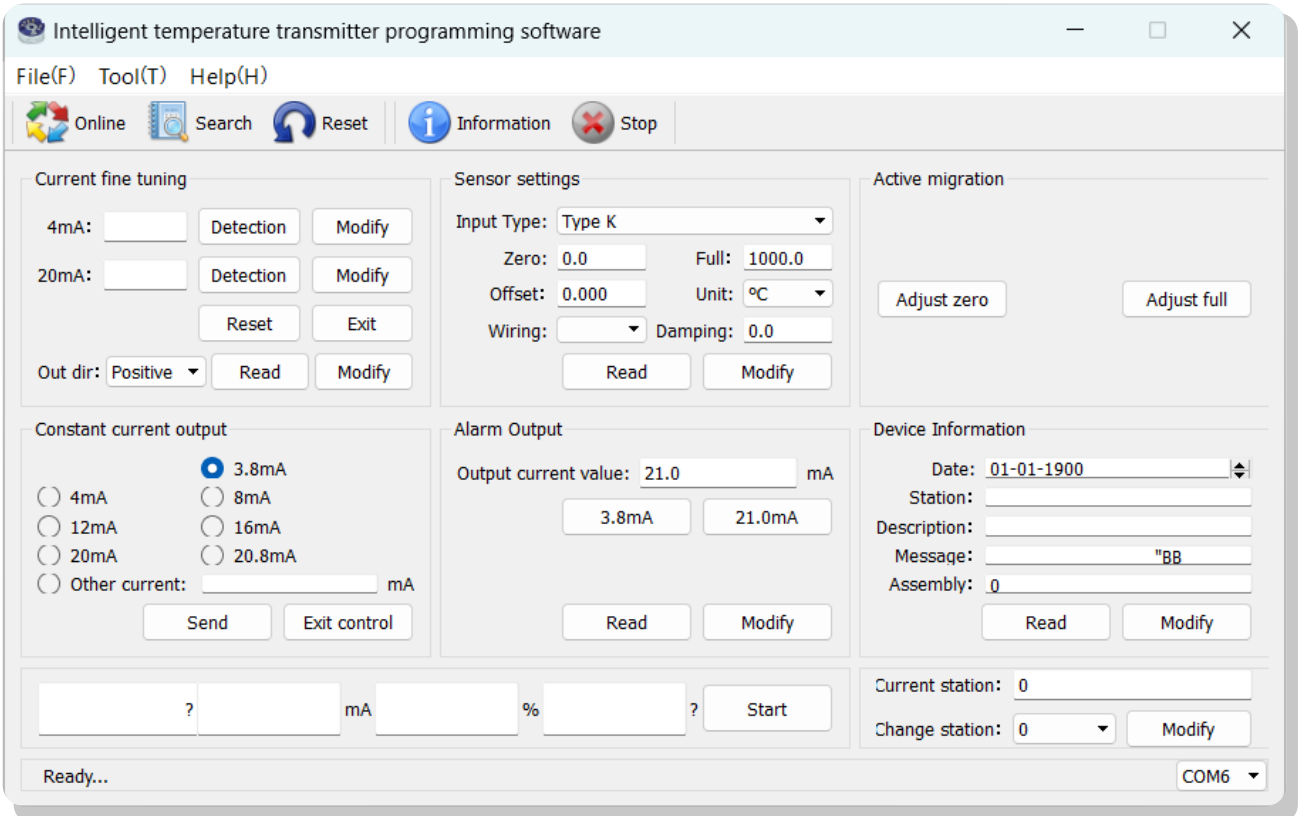 Intelligent temperature transmitter programming software
File(F) Tool(T) Help(H)
Online Search Reset Information Stop
Current fine tuning
4mA: Detection Modify
20mA: Detection Modify
Reset Exit
Out dir: Positive Read Modify
Sensor settings
Input Type: Type K
Zero: 0.0 Full: 1000.0
Offset: 0.000 Unit: ºC
Wiring: Damping: 0.0
Read Modify
Active migration
Adjust zero Adjust full
Constant current output
3.8mA
4mA 8mA
12mA 16mA
20mA 20.8mA
Other current: mA
Send Exit control
Alarm Output
Output current value: 21.0 mA
3.8mA 21.0mA
Read Modify
Device Information
Date: 01-01-1900
Station:
Description:
Message: "BB
Assembly: 0
Read Modify
? mA % ? Start
Current station: 0
Change station: 0 Modify
Ready... COM6